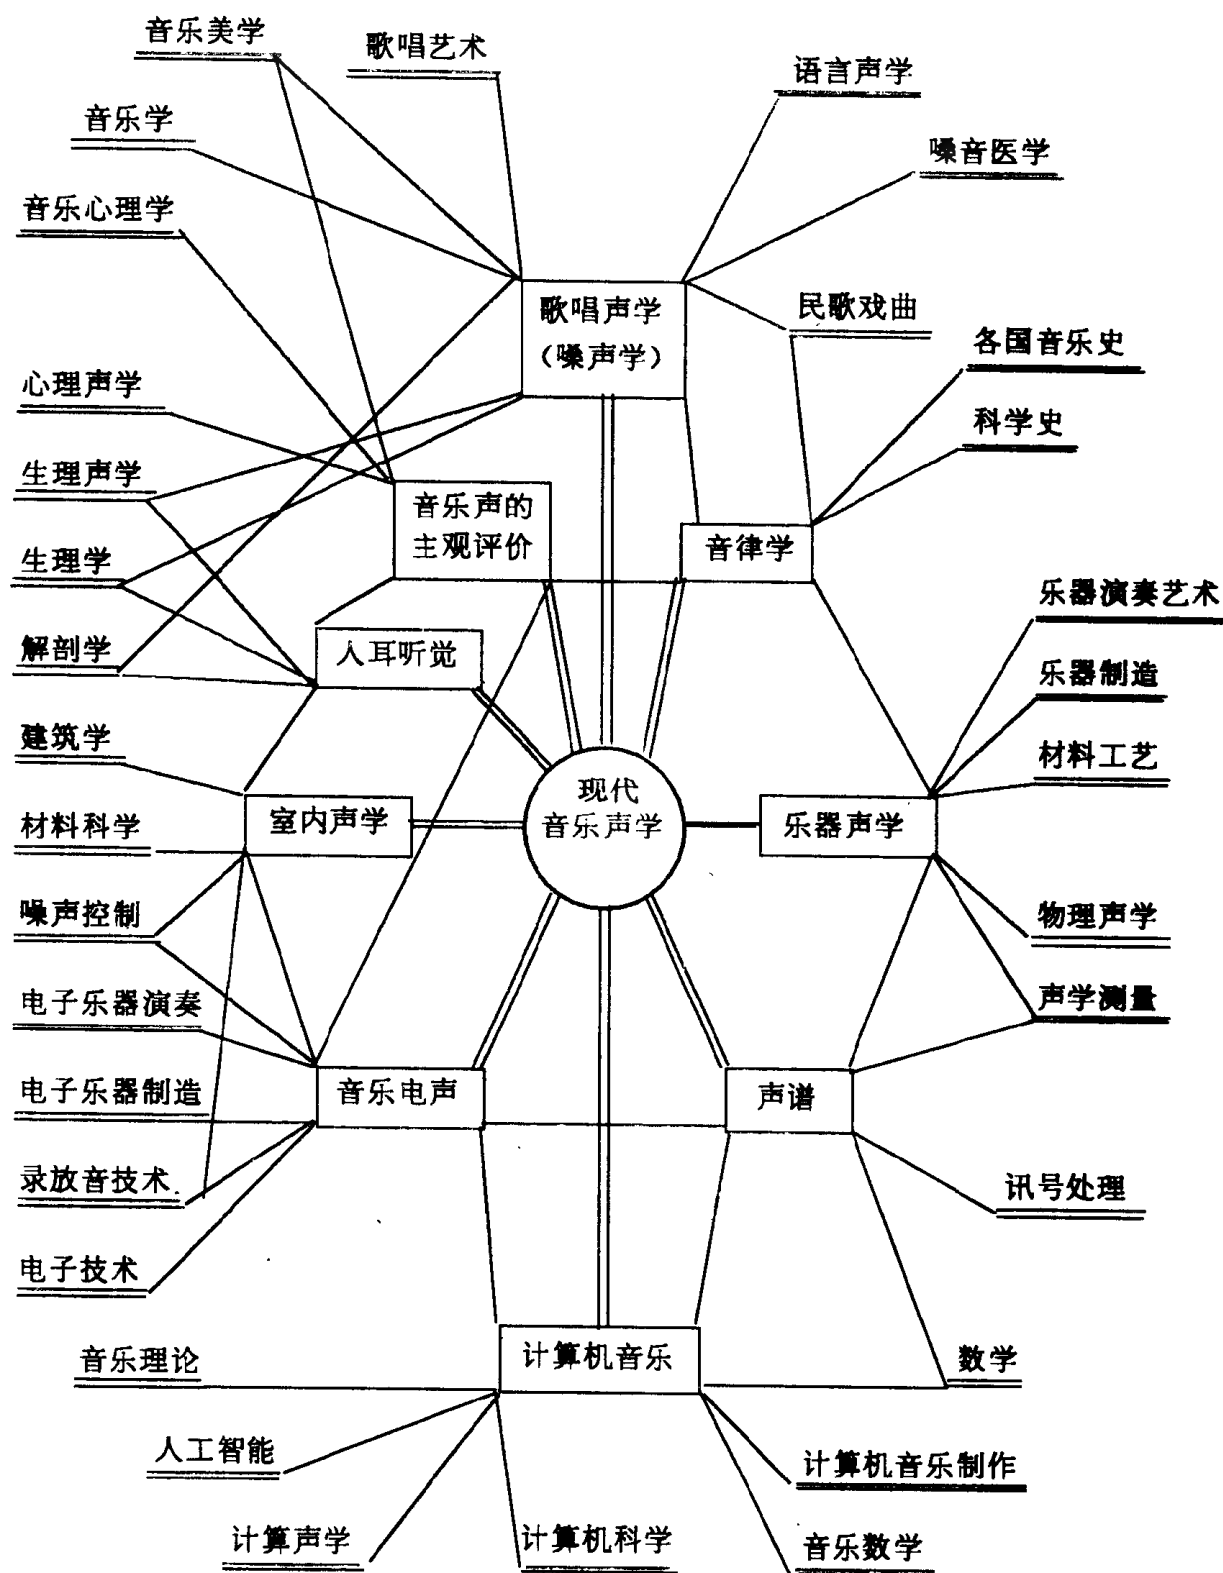 音乐美学
歌唱艺术
语言声学
音乐学
嗓音医学
音乐心理学
歌唱声学
（嗓声学）
民歌戏曲
各国音乐史
心理声学
科学史
生理声学
音乐声的
主观评价
音律学
生理学
乐器演奏艺术
解剖学
人耳听觉
乐器制造
建筑学
材料工艺
现代
音乐声学
材料科学
室内声学
乐器声学
噪声控制
物理声学
电子乐器演奏
声学测量
电子乐器制造
音乐电声
声谱
录放音技术
讯号处理
电子技术
音乐理论
计算机音乐
数学
人工智能
计算机音乐制作
计算声学
计算机科学
音乐数学